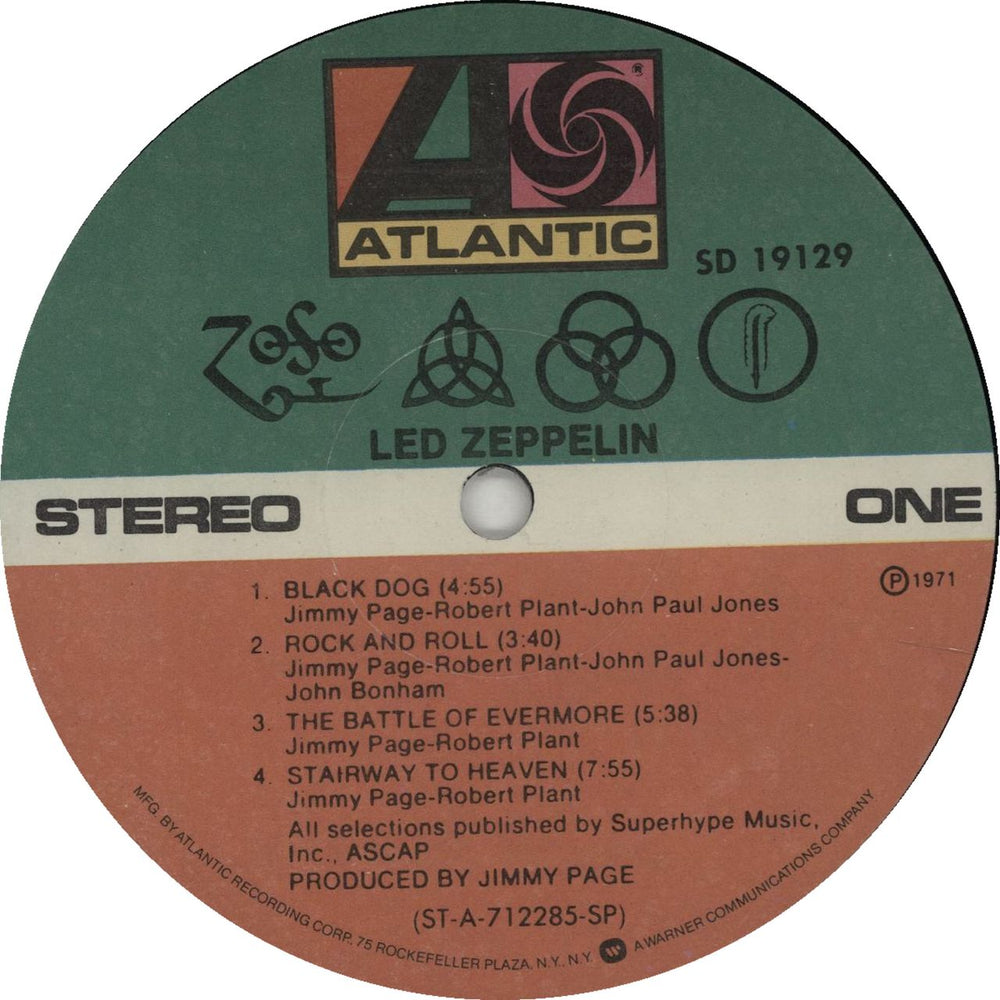 ATLANTIC ®
SD 19129
ZoSo
LED ZEPPELIN
STEREO
ONE
Ⓟ1971
1. BLACK DOG (4:55)
Jimmy Page-Robert Plant-John Paul Jones
2. ROCK AND ROLL (3:40)
Jimmy Page-Robert Plant-John Paul Jones-
John Bonham
3. THE BATTLE OF EVERMORE (5:38)
Jimmy Page-Robert Plant
4. STAIRWAY TO HEAVEN (7:55)
Jimmy Page-Robert Plant
All selections published by Superhype Music,
Inc., ASCAP
PRODUCED BY JIMMY PAGE
(ST-A-712285-SP)
MFG. BY ATLANTIC RECORDING CORP. 75 ROCKEFELLER PLAZA, N.Y., N.Y. A WARNER COMMUNICATIONS COMPANY